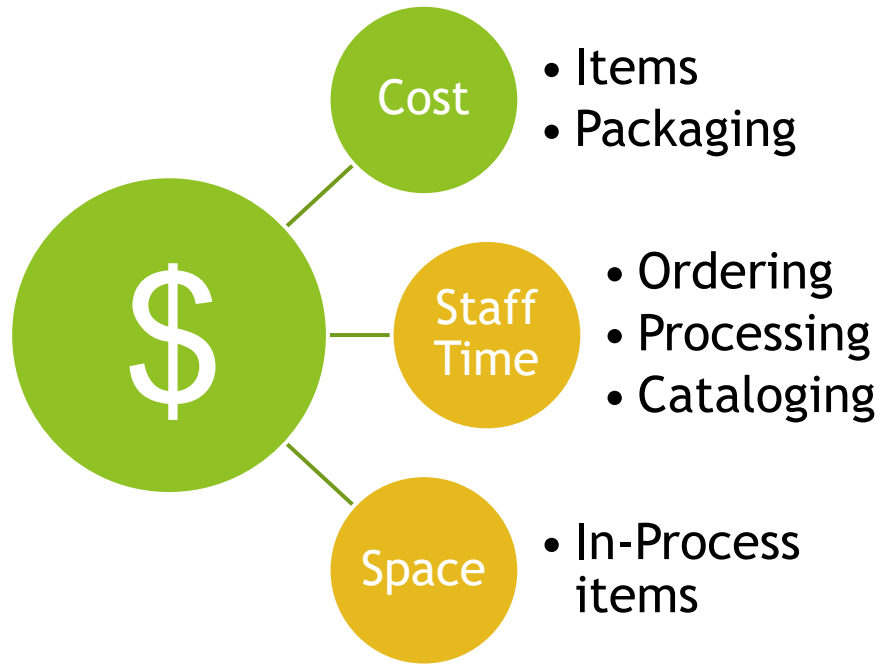 $
Cost
• Items
• Packaging
Staff
Time
• Ordering
• Processing
• Cataloging
Space
• In-Process
items